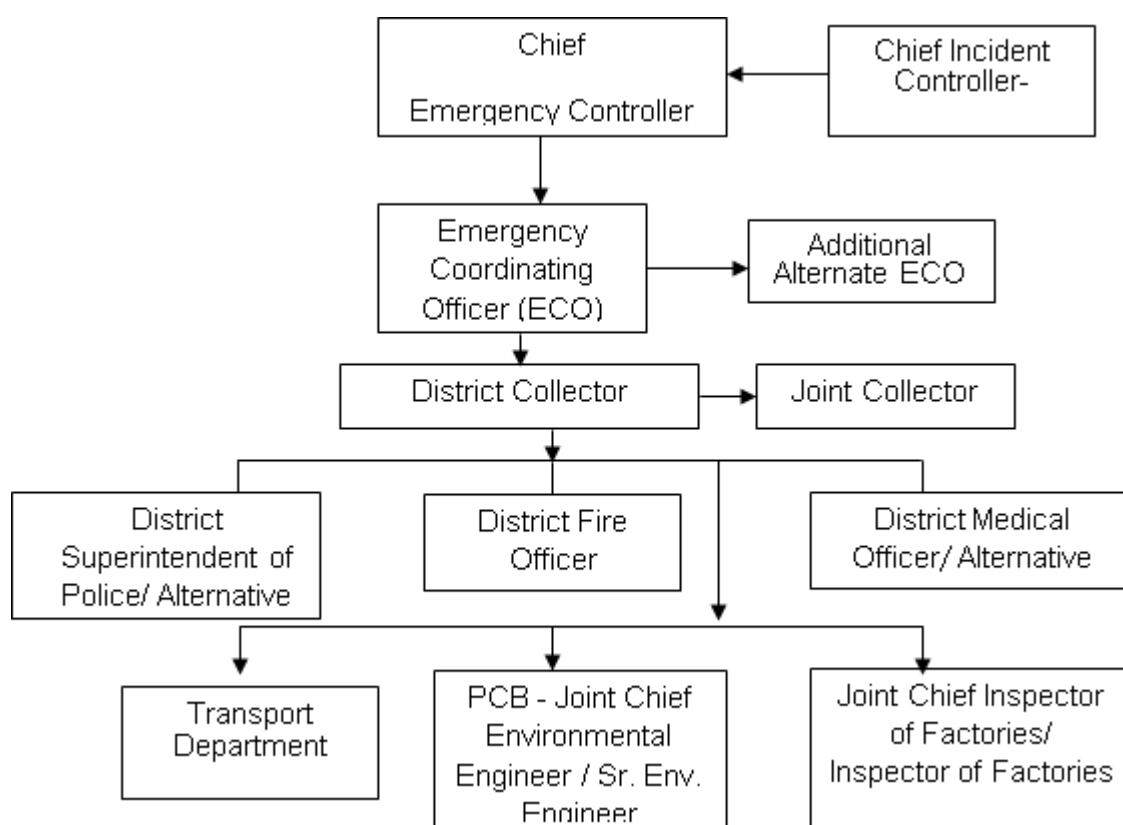 Chief
Emergency Controller
Chief Incident
Controller-
Emergency
Coordinating
Officer (ECO)
Additional
Alternate ECO
District Collector
Joint Collector
District
Superintendent of
Police/ Alternative
District Fire
Officer
District Medical
Officer/ Alternative
Transport
Department
PCB - Joint Chief
Environmental
Engineer / Sr. Env.
Engineer
Joint Chief Inspector
of Factories/
Inspector of Factories